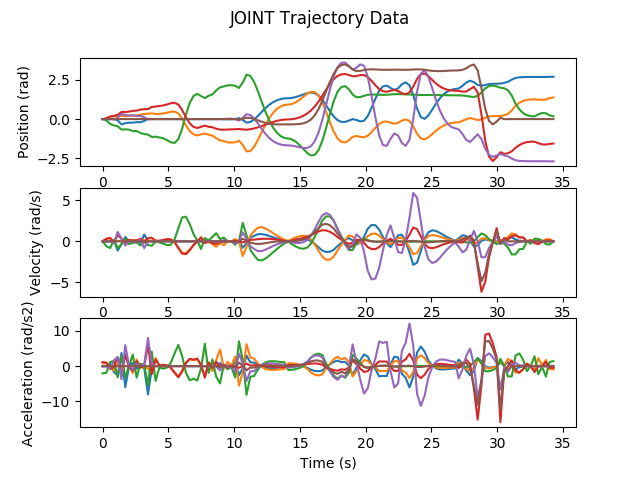 JOINT Trajectory Data
Position (rad)
2.5
0.0
−2.5
0 5 10 15 20 25 30 35
Velocity (rad/s)
5
0
−5
0 5 10 15 20 25 30 35
Acceleration (rad/s2)
10
0
−10
0 5 10 15 20 25 30 35
Time (s)